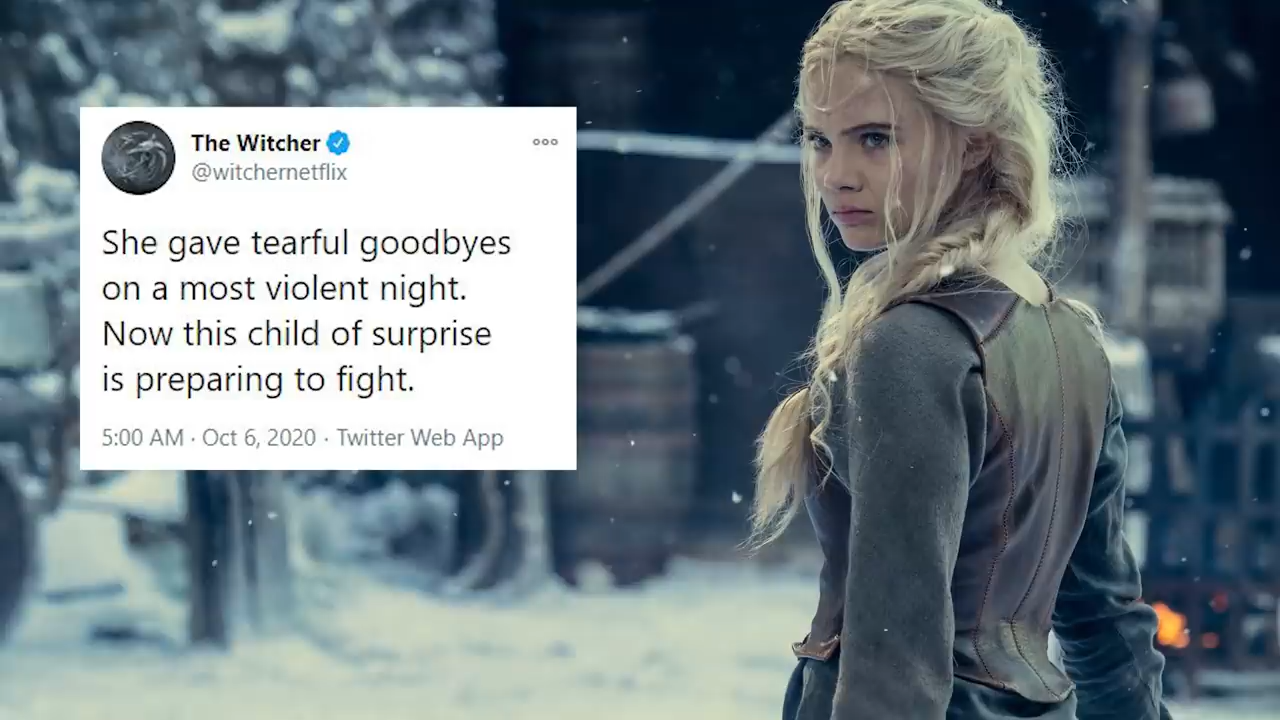 The Witcher
@witchernetflix
She gave tearful goodbyes
on a most violent night.
Now this child of surprise
is preparing to fight.
5:00 AM · Oct 6, 2020 · Twitter Web App